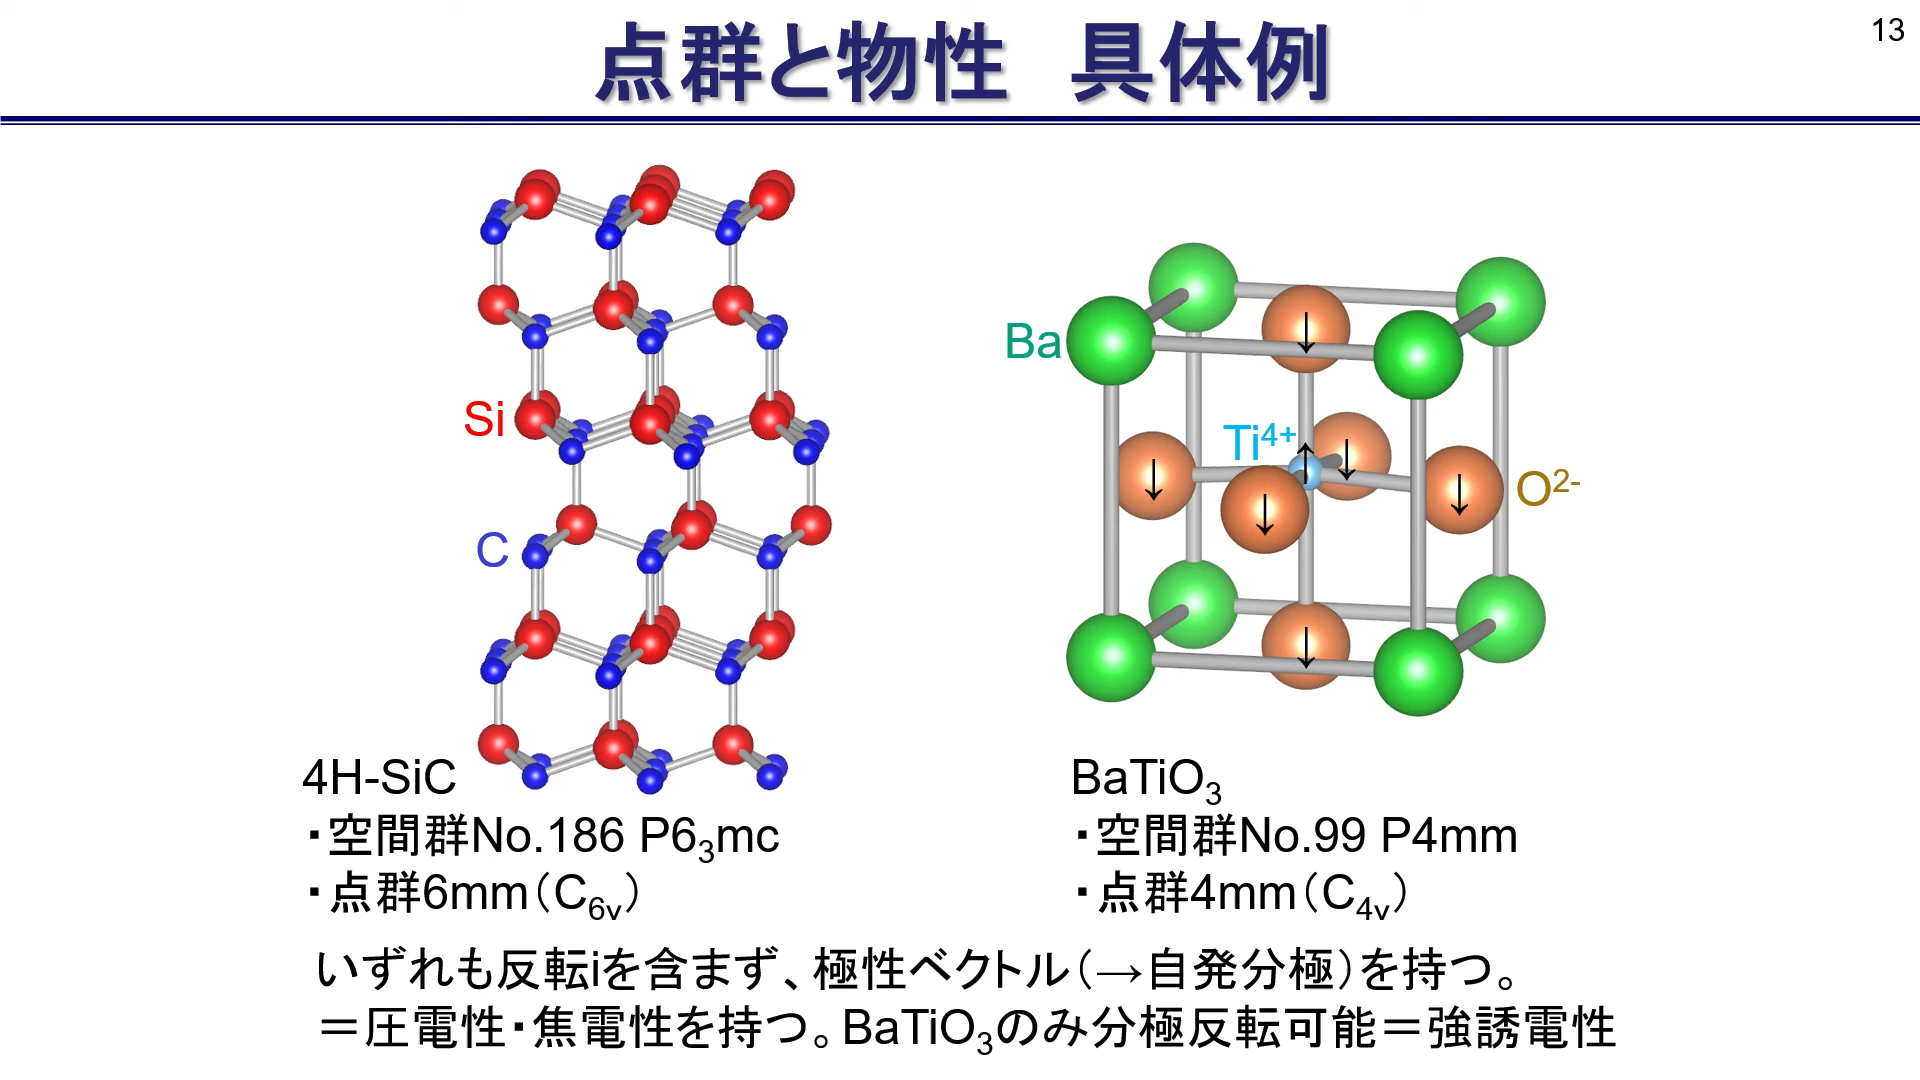 13
点群と物性　具体例
Si
C
Ba
Ti4+
O2-
↓
↓
↓
↑
↓
↓
↓
4H-SiC
・空間群No.186 P63mc
・点群6mm（C6v）
BaTiO3
・空間群No.99 P4mm
・点群4mm（C4v）
いずれも反転iを含まず、極性ベクトル（→自発分極）を持つ。
＝圧電性・焦電性を持つ。BaTiO3のみ分極反転可能＝強誘電性